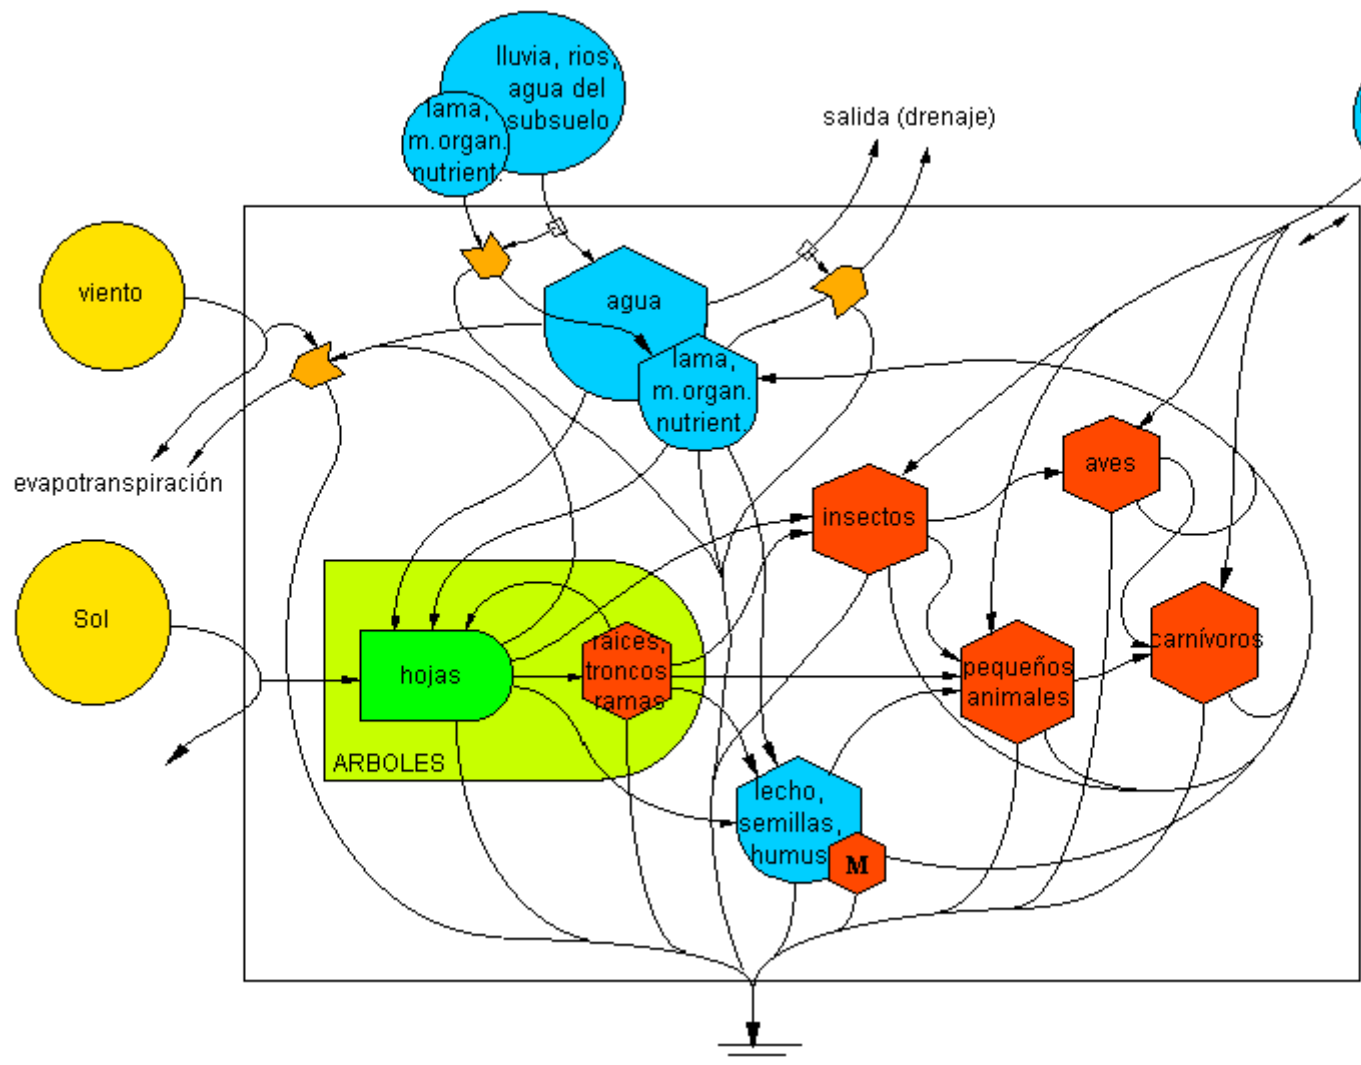 lluvia, rios,
agua del
subsuelo
lama,
m.organ.
nutrient.
salida (drenaje)
viento
agua
lama,
m.organ.
nutrient.
evapotranspiración
aves
insectos
Sol
hojas
raices,
troncos
ramas
pequeños
animales
carnívoros
ARBOLES
lecho,
semillas,
humus
M